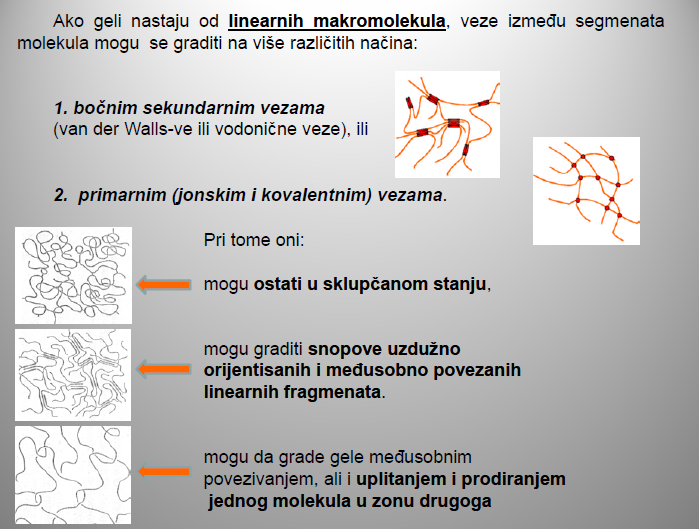 Ako geli nastaju od linearnih makromolekula, veze između segmenata
molekula mogu se graditi na više različitih načina:
1. bočnim sekundarnim vezama
(van der Walls-ve ili vodonične veze), ili
2. primarnim (jonskim i kovalentnim) vezama.
Pri tome oni:
mogu ostati u sklupčanom stanju,
mogu graditi snopove uzdužno
orijentisanih i međusobno povezanih
linearnih fragmenata.
mogu da grade gele međusobnim
povezivanjem, ali i uplitanjem i prodiranjem
jednog molekula u zonu drugoga